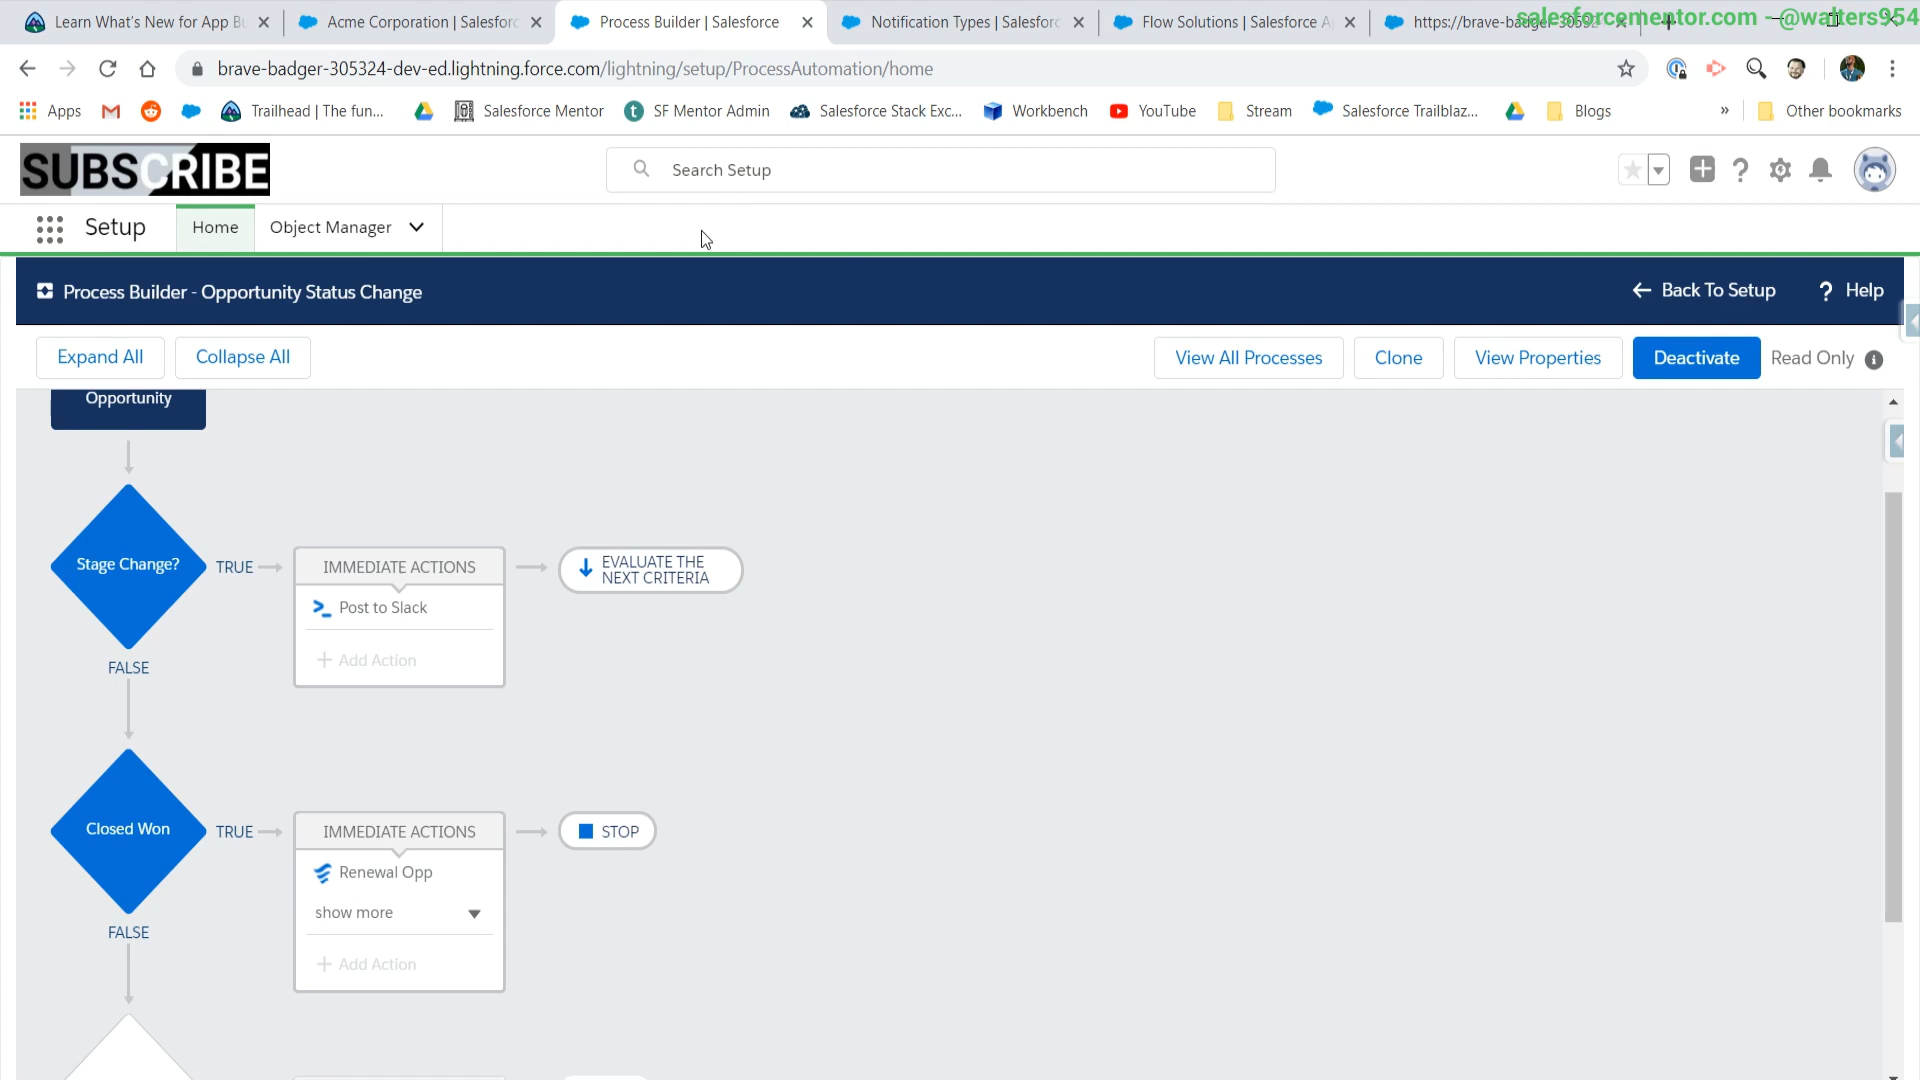 Learn What's New for App Bu
Acme Corporation | Salesforc
Process Builder | Salesforce
Notification Types | Salesforc
Flow Solutions | Salesforce A
https://brave-badger-30532
salesforcementor.com - @walters954
brave-badger-305324-dev-ed.lightning.force.com/lightning/setup/ProcessAutomation/home
Apps
Trailhead | The fun...
Salesforce Mentor
SF Mentor Admin
Salesforce Stack Exc...
Workbench
YouTube
Stream
Salesforce Trailblaz...
Blogs
»
Other bookmarks
SUBSCRIBE
Search Setup
Setup
Home
Object Manager
Process Builder - Opportunity Status Change
Back To Setup
? Help
Expand All
Collapse All
View All Processes
Clone
View Properties
Deactivate
Read Only
Opportunity
Stage Change?
TRUE
IMMEDIATE ACTIONS
EVALUATE THE
NEXT CRITERIA
Post to Slack
+ Add Action
FALSE
Closed Won
TRUE
IMMEDIATE ACTIONS
STOP
Renewal Opp
show more
+ Add Action
FALSE